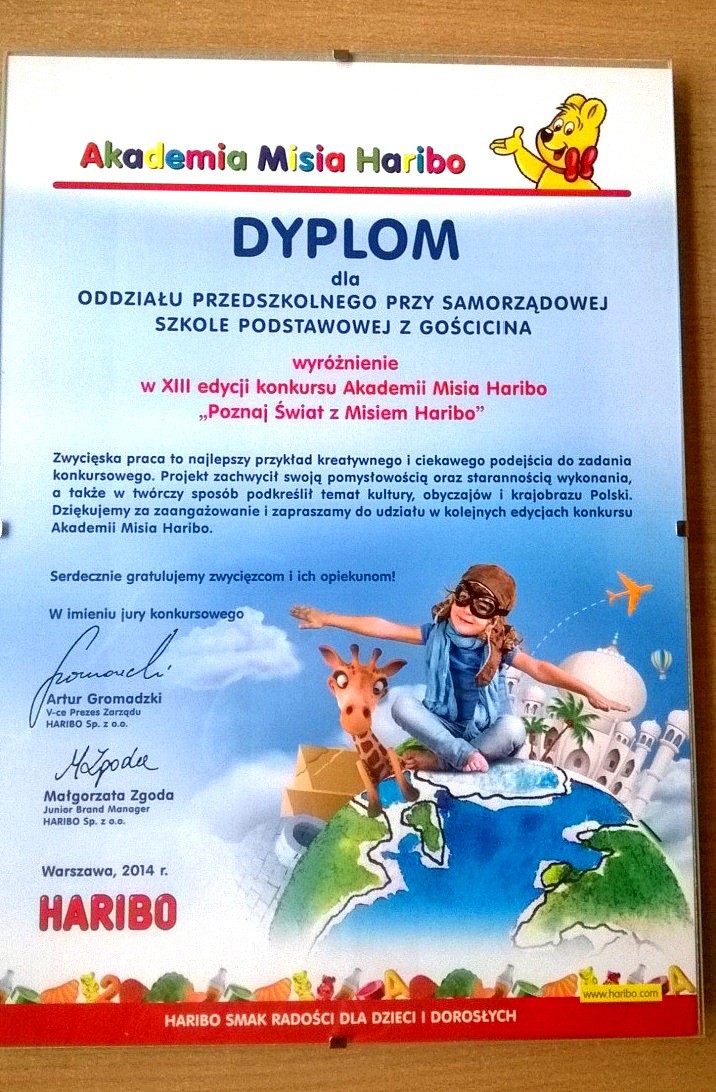 Akademia Misia Haribo
DYPLOM
dla
ODDZIAŁU PRZEDSZKOLNEGO PRZY SAMORZĄDOWEJ
SZKOLE PODSTAWOWEJ Z GOŚCICINA
wyróżnienie
w XIII edycji konkursu Akademii Misia Haribo
„Poznaj Świat z Misiem Haribo”
Zwycięska praca to najlepszy przykład kreatywnego i ciekawego podejścia do zadania
konkursowego. Projekt zachwycił swoją pomysłowością oraz starannością wykonania,
a także w twórczy sposób podkreślił temat kultury, obyczajów i krajobrazu Polski.
Dziękujemy za zaangażowanie i zapraszamy do udziału w kolejnych edycjach konkursu
Akademii Misia Haribo.
Serdecznie gratulujemy zwycięzcom i ich opiekunom!
W imieniu jury konkursowego
Artur Gromadzki
V-ce Prezes Zarządu
HARIBO Sp. z o.o.
MZgoda
Małgorzata Zgoda
Junior Brand Manager
HARIBO Sp. z o.o.
Warszawa, 2014 r.
HARIBO
www.haribo.com
HARIBO SMAK RADOŚCI DLA DZIECI I DOROSŁYCH